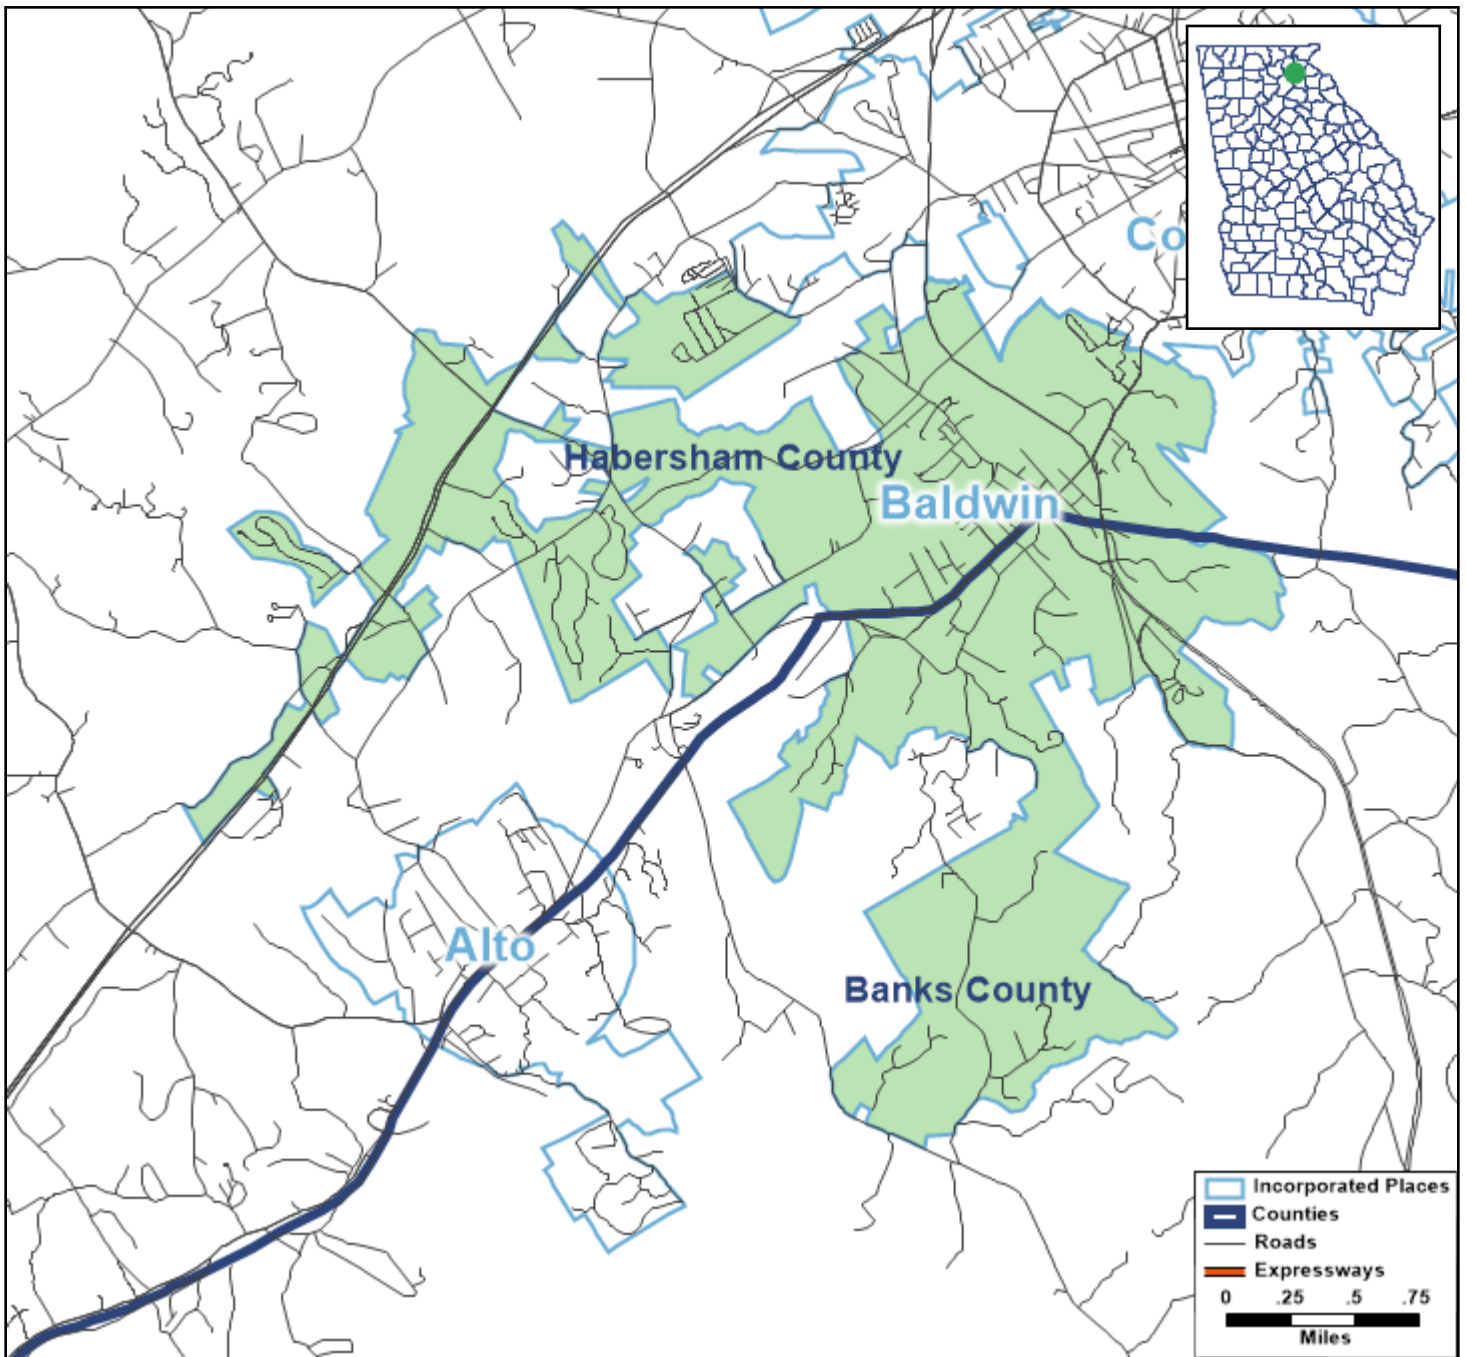 Co
Habersham County
Baldwin
Alto
Banks County
Incorporated Places
Counties
Roads
Expressways
0 .25 .5 .75
Miles